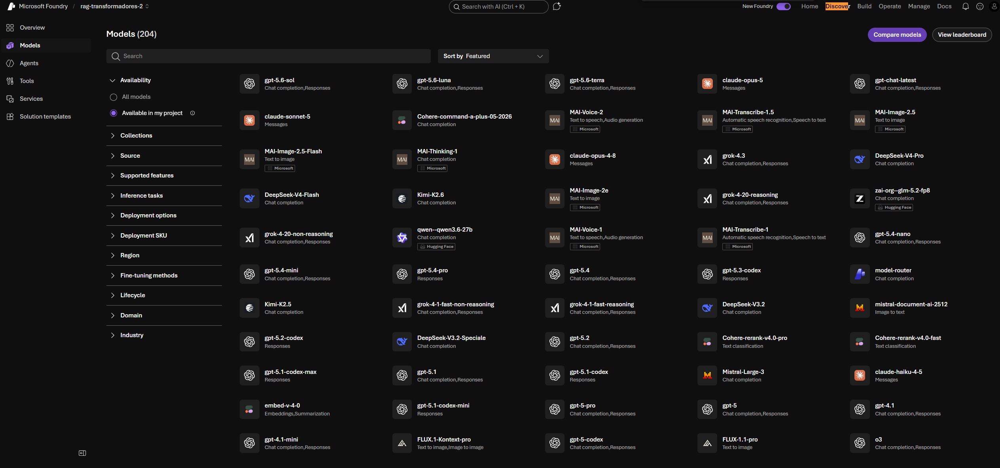 Microsoft Foundry / rag-transformadores-2
Search with AI (Ctrl + K)
New Foundry
Home
Discover
Build
Operate
Manage
Docs
Overview
Models
Agents
Tools
Services
Solution templates
Models (204)
Compare models
View leaderboard
Search
Sort by Featured
Availability
All models
Available in my project
Collections
Source
Supported features
Inference tasks
Deployment options
Deployment SKU
Region
Fine-tuning methods
Lifecycle
Domain
Industry
gpt-5.6-sol
Chat completion,Responses
gpt-5.6-luna
Chat completion,Responses
gpt-5.6-terra
Chat completion,Responses
claude-opus-5
Messages
gpt-chat-latest
Chat completion,Responses
claude-sonnet-5
Messages
Cohere-command-a-plus-05-2026
Chat completion
MAI
MAI-Voice-2
Text to speech,Audio generation
Microsoft
MAI
MAI-Transcribe-1.5
Automatic speech recognition,Speech to text
Microsoft
MAI
MAI-Image-2.5
Text to image
Microsoft
MAI
MAI-Image-2.5-Flash
Text to image
Microsoft
MAI
MAI-Thinking-1
Chat completion
Microsoft
claude-opus-4-8
Messages
grok-4.3
Chat completion,Responses
DeepSeek-V4-Pro
Chat completion
DeepSeek-V4-Flash
Chat completion
Kimi-K2.6
Chat completion
MAI
MAI-Image-2e
Text to image
Microsoft
grok-4-20-reasoning
Chat completion,Responses
zai-org--glm-5.2-fp8
Chat completion
Hugging Face
grok-4-20-non-reasoning
Chat completion,Responses
qwen--qwen3.6-27b
Chat completion
Hugging Face
MAI
MAI-Voice-1
Text to speech,Audio generation
Microsoft
MAI
MAI-Transcribe-1
Automatic speech recognition,Speech to text
Microsoft
gpt-5.4-nano
Chat completion,Responses
gpt-5.4-mini
Chat completion,Responses
gpt-5.4-pro
Responses
gpt-5.4
Chat completion,Responses
gpt-5.3-codex
Responses
model-router
Chat completion
Kimi-K2.5
Chat completion
grok-4-1-fast-non-reasoning
Chat completion,Responses
grok-4-1-fast-reasoning
Chat completion,Responses
DeepSeek-V3.2
Chat completion
mistral-document-ai-2512
Image to text
gpt-5.2-codex
Responses
DeepSeek-V3.2-Speciale
Chat completion
gpt-5.2
Chat completion,Responses
Cohere-rerank-v4.0-pro
Text classification
Cohere-rerank-v4.0-fast
Text classification
gpt-5.1-codex-max
Responses
gpt-5.1
Chat completion,Responses
gpt-5.1-codex
Responses
Mistral-Large-3
Chat completion
claude-haiku-4-5
Messages
embed-v-4-0
Embeddings,Summarization
gpt-5.1-codex-mini
Responses
gpt-5-pro
Chat completion,Responses
gpt-5
Chat completion,Responses
gpt-4.1
Chat completion,Responses
gpt-4.1-mini
Chat completion,Responses
FLUX.1-Kontext-pro
Text to image,Image to image
gpt-5-codex
Chat completion,Responses
FLUX-1.1-pro
Text to image
o3
Chat completion,Responses